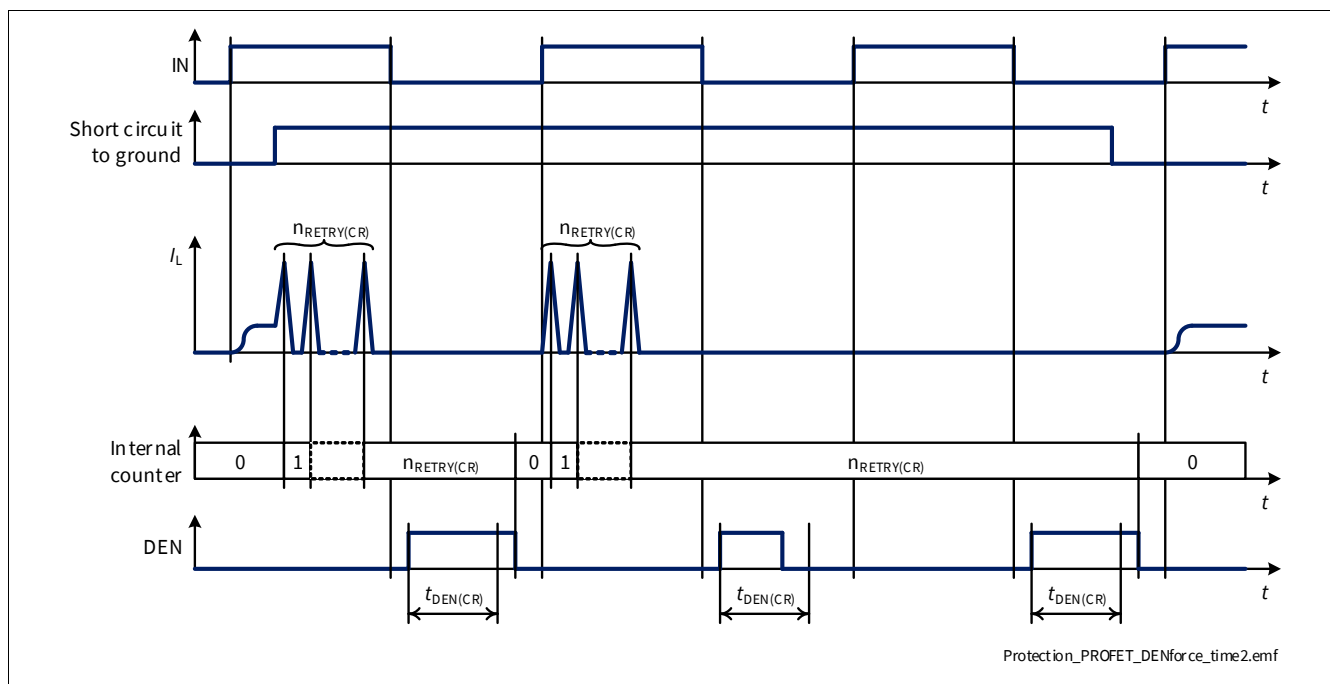 IN
t
Short circuit
to ground
t
nRETRY(CR)
nRETRY(CR)
IL
t
Internal
counter
0
1
nRETRY(CR)
0
1
nRETRY(CR)
0
t
DEN
t
tDEN(CR)
tDEN(CR)
tDEN(CR)
Protection_PROFET_DENforce_time2.emf